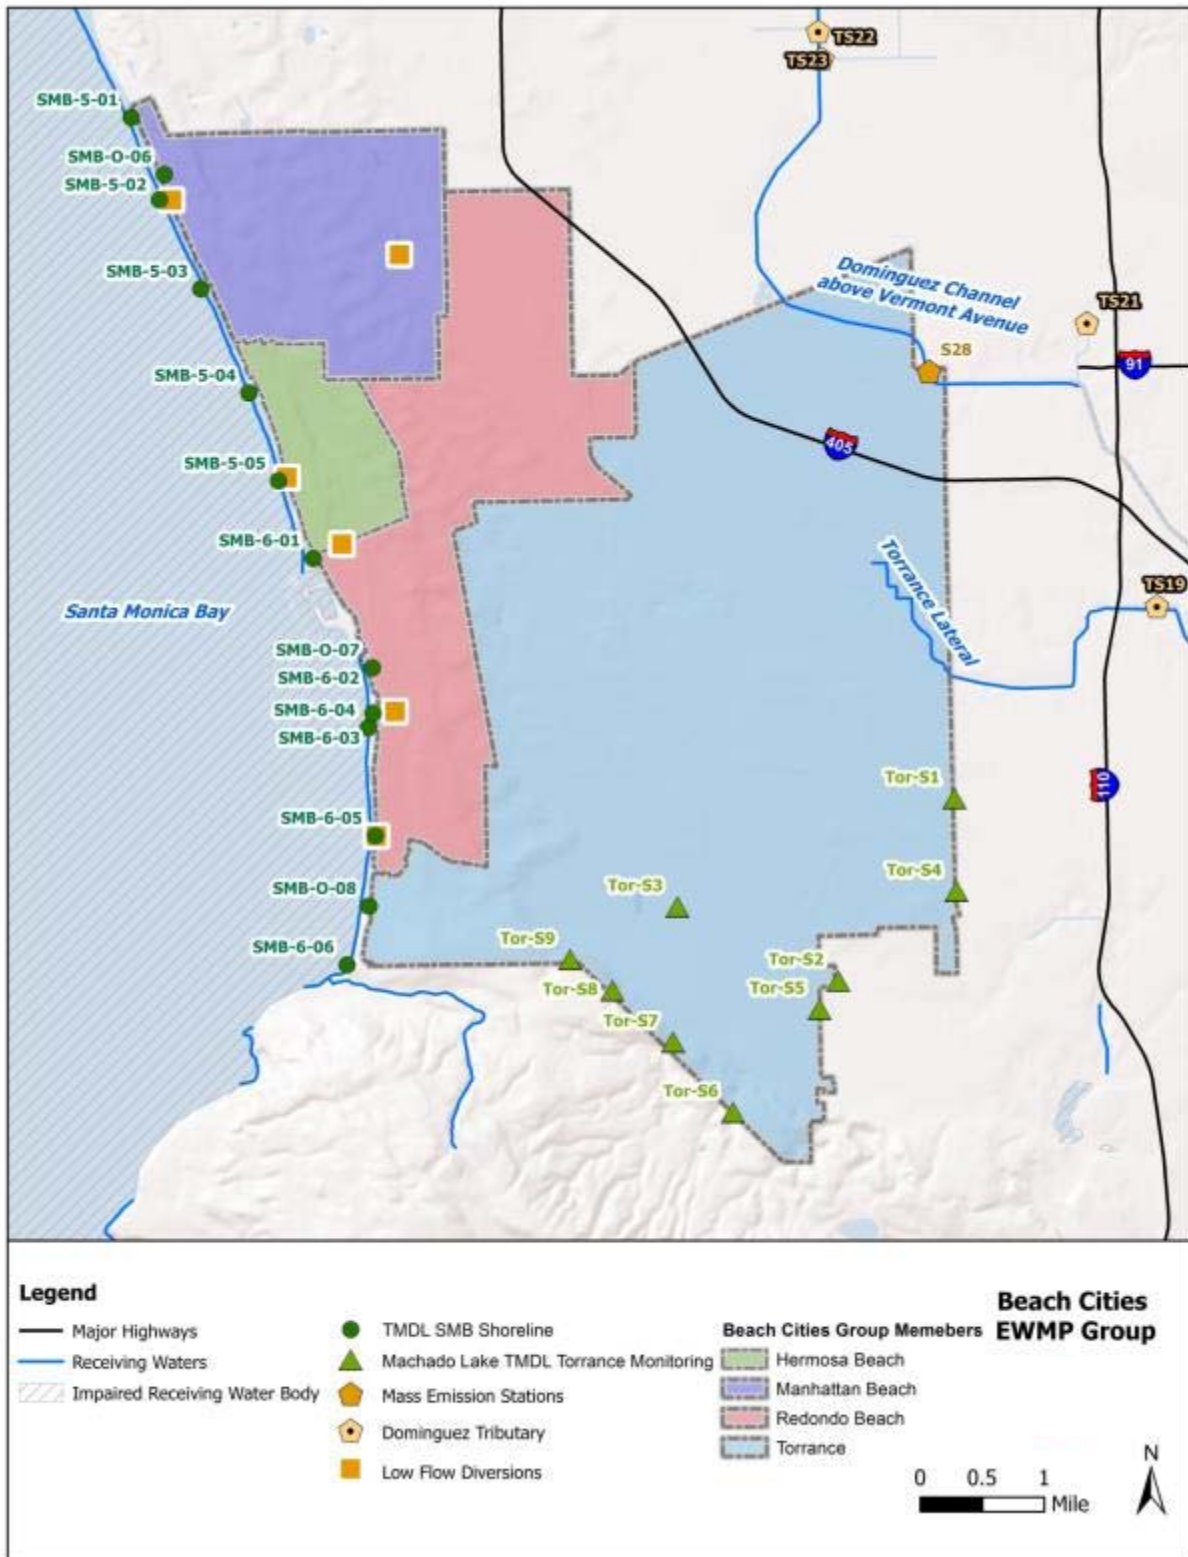 TS22
TS23
SMB-5-01
SMB-O-06
SMB-5-02
SMB-5-03
Dominguez Channel
above Vermont Avenue
TS21
S28
91
SMB-5-04
405
SMB-5-05
SMB-6-01
Torrance Lateral
TS19
Santa Monica Bay
SMB-O-07
SMB-6-02
SMB-6-04
SMB-6-03
Tor-S1
110
SMB-6-05
Tor-S4
SMB-O-08
Tor-S3
Tor-S9
SMB-6-06
Tor-S2
Tor-S8
Tor-S5
Tor-S7
Tor-S6
Legend
Major Highways
Receiving Waters
Impaired Receiving Water Body
TMDL SMB Shoreline
Machado Lake TMDL Torrance Monitoring
Mass Emission Stations
Dominguez Tributary
Low Flow Diversions
Beach Cities Group Memebers
Hermosa Beach
Manhattan Beach
Redondo Beach
Torrance
Beach Cities
EWMP Group
N
0 0.5 1
Mile